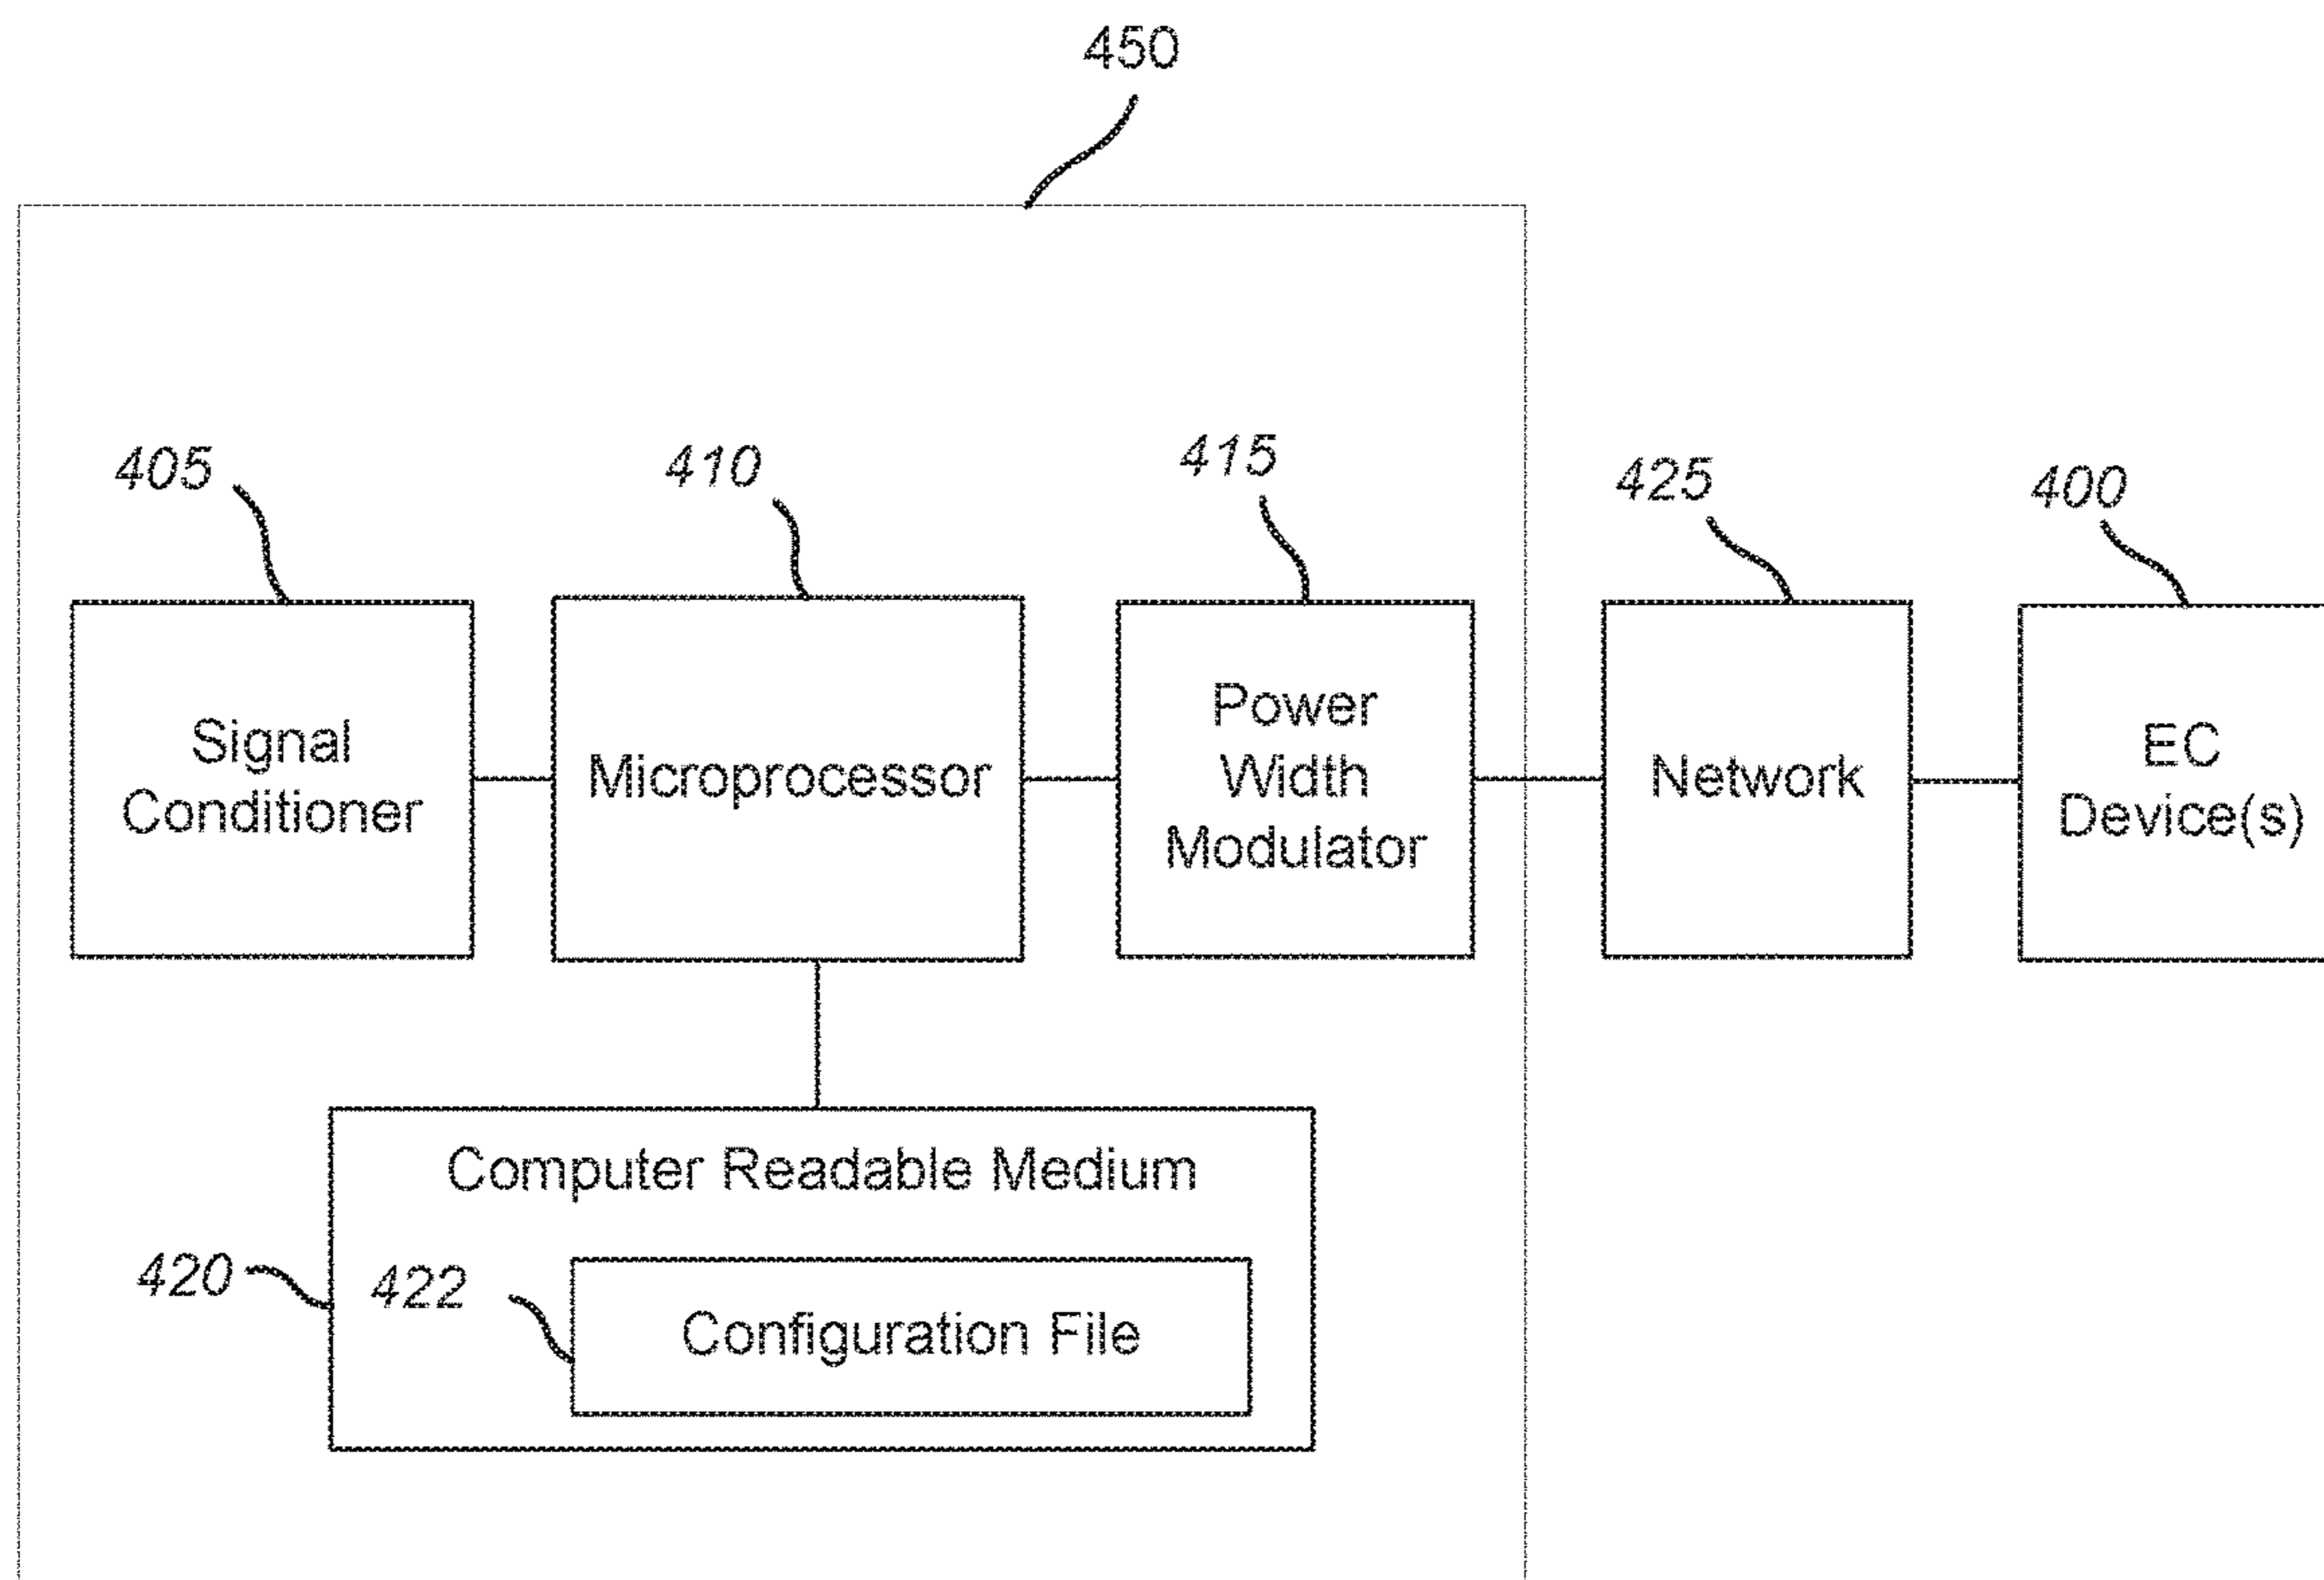 450
405
410
415
425
400
Signal
Conditioner
Microprocessor
Power
Width
Modulator
Network
EC
Device(s)
Computer Readable Medium
420
422
Configuration File